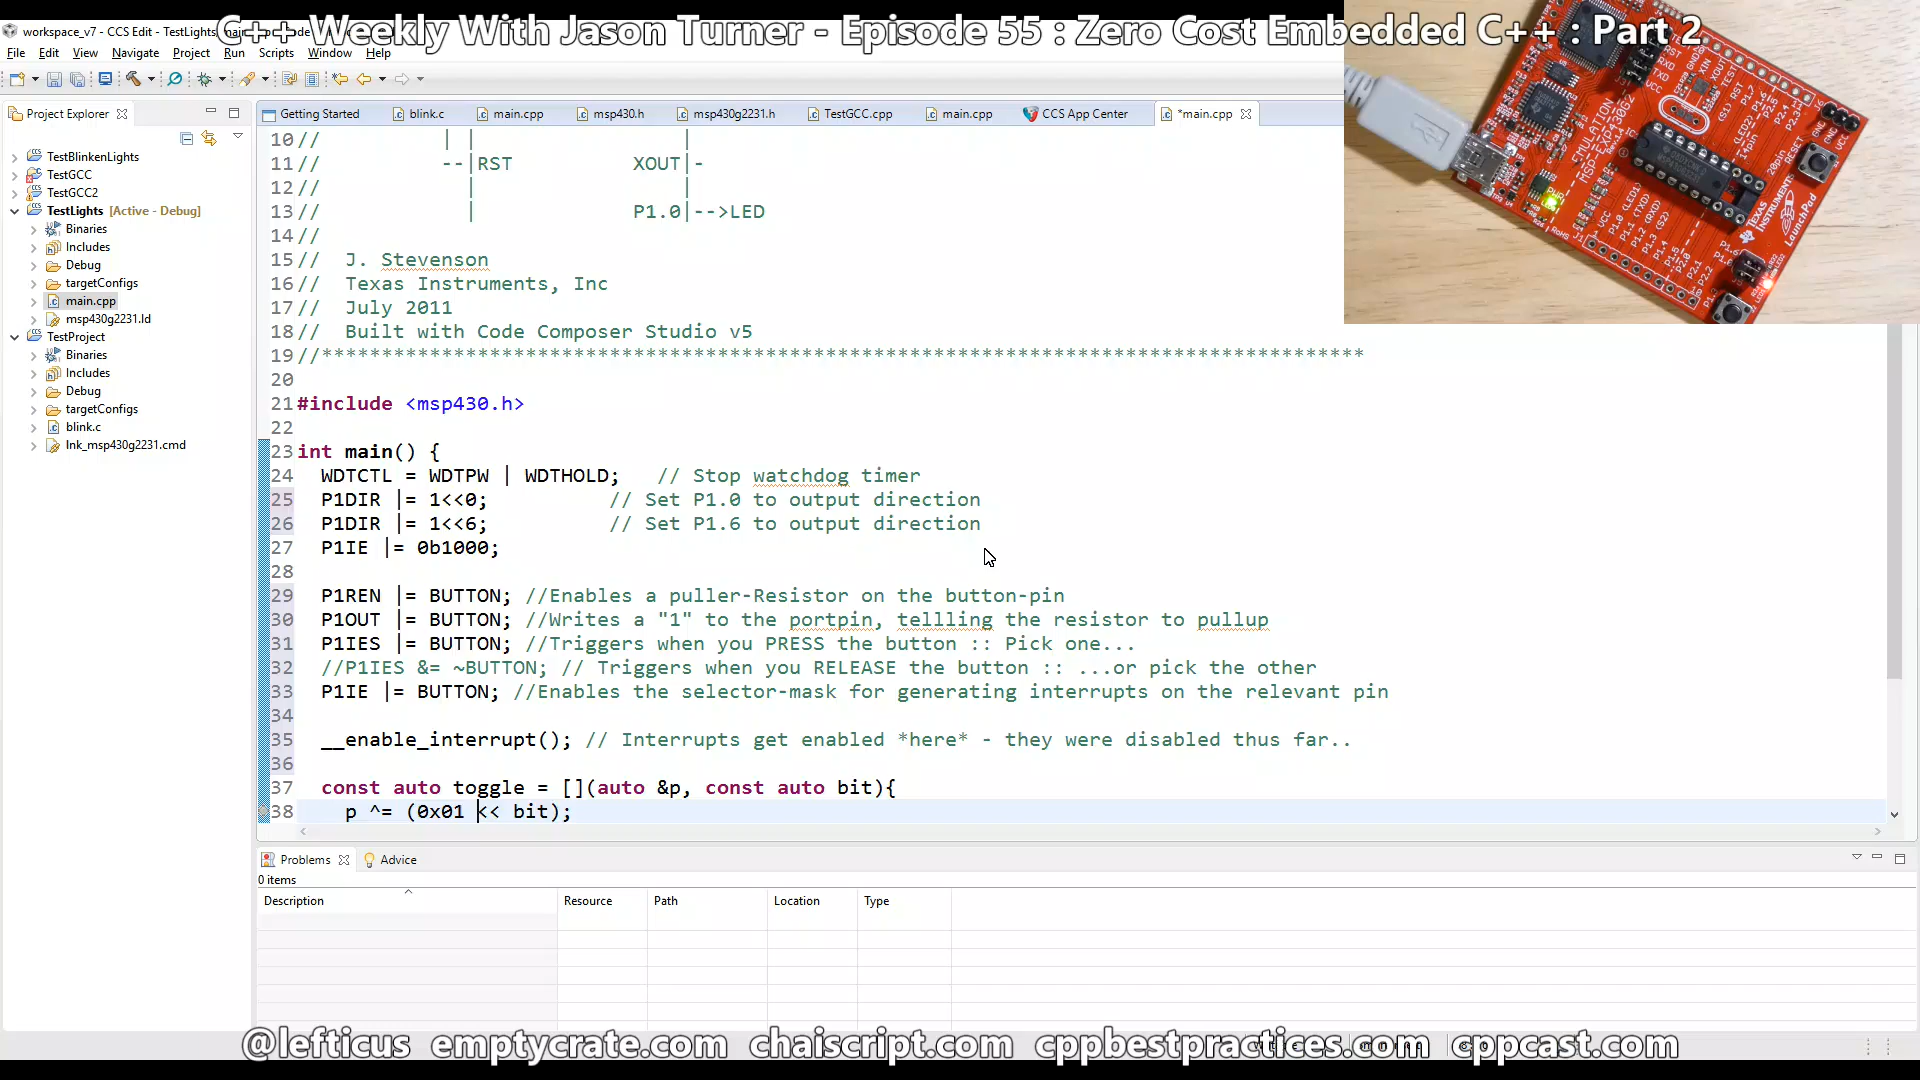 C++ Weekly With Jason Turner - Episode 55 : Zero Cost Embedded C++ : Part 2
workspace_v7 - CCS Edit - TestLights/
File Edit View Navigate Project Run Scripts Window Help
Project Explorer
Getting Started blink.c main.cpp msp430.h msp430g2231.h TestGCC.cpp main.cpp CCS App Center *main.cpp
TestBlinkenLights
TestGCC
TestGCC2
TestLights [Active - Debug]
Binaries
Includes
Debug
targetConfigs
main.cpp
msp430g2231.ld
TestProject
Binaries
Includes
Debug
targetConfigs
blink.c
lnk_msp430g2231.cmd
10 // | | |
11 // --|RST XOUT|-
12 // | |
13 // | P1.0|-->LED
14 //
15 // J. Stevenson
16 // Texas Instruments, Inc
17 // July 2011
18 // Built with Code Composer Studio v5
19 //***************************************************************************************
20
21 #include <msp430.h>
22
23 int main() {
24 WDTCTL = WDTPW | WDTHOLD; // Stop watchdog timer
25 P1DIR |= 1<<0; // Set P1.0 to output direction
26 P1DIR |= 1<<6; // Set P1.6 to output direction
27 P1IE |= 0b1000;
28
29 P1REN |= BUTTON; //Enables a puller-Resistor on the button-pin
30 P1OUT |= BUTTON; //Writes a "1" to the portpin, tellling the resistor to pullup
31 P1IES |= BUTTON; //Triggers when you PRESS the button :: Pick one...
32 //P1IES &= ~BUTTON; // Triggers when you RELEASE the button :: ...or pick the other
33 P1IE |= BUTTON; //Enables the selector-mask for generating interrupts on the relevant pin
34
35 __enable_interrupt(); // Interrupts get enabled *here* - they were disabled thus far..
36
37 const auto toggle = [](auto &p, const auto bit){
38 p ^= (0x01 << bit);
EMULATION
MSP-EXP430G2
TEXAS INSTRUMENTS
LaunchPad
RESET
20pin
14pin
Problems Advice
0 items
Description Resource Path Location Type
@lefticus emptycrate.com chaiscript.com cppbestpractices.com cppcast.com